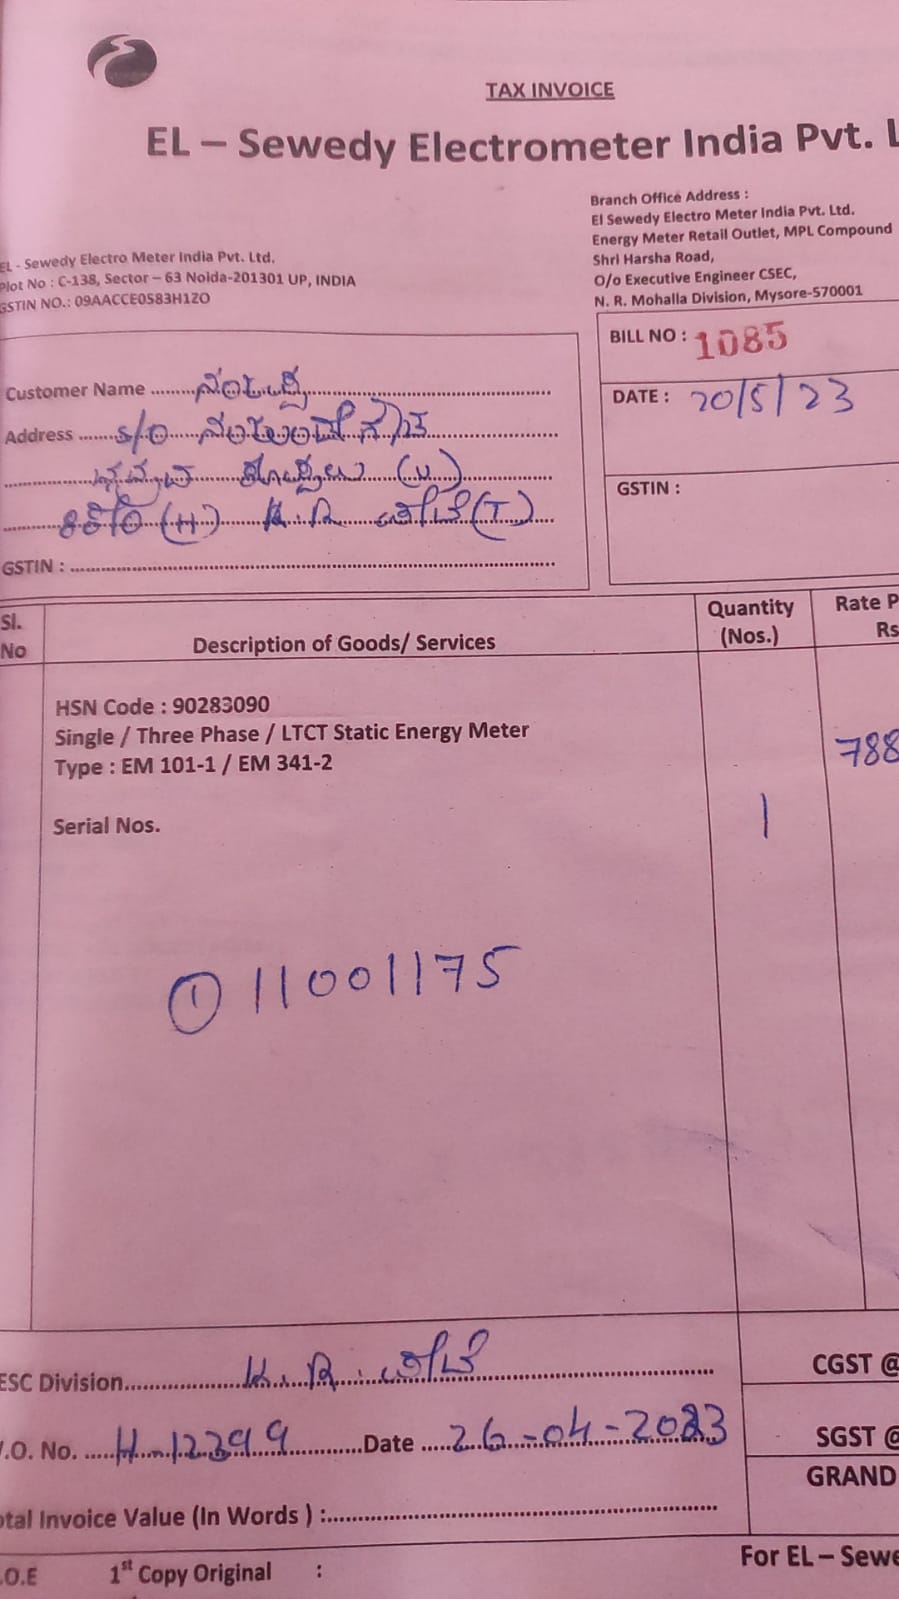 TAX INVOICE
EL – Sewedy Electrometer India Pvt. L
Branch Office Address :
El Sewedy Electro Meter India Pvt. Ltd.
Energy Meter Retail Outlet, MPL Compound
Shri Harsha Road,
O/o Executive Engineer CSEC,
N. R. Mohalla Division, Mysore-570001
EL - Sewedy Electro Meter India Pvt. Ltd.
Plot No : C-138, Sector – 63 Noida-201301 UP, INDIA
GSTIN NO.: 09AACCE0583H1ZO
BILL NO : 1085
DATE : 20/5/23
GSTIN :
Customer Name
Address S/O
(V)
(H) K.R ಪೇಟೆ (T)
GSTIN :
Sl. No Description of Goods/ Services Quantity (Nos.) Rate P Rs
HSN Code : 90283090
Single / Three Phase / LTCT Static Energy Meter
Type : EM 101-1 / EM 341-2
788
Serial Nos. 1
① 11001175
ESC Division K.R. ಪೇಟೆ
CGST @
.O. No. H-12399 Date 26-04-2023
SGST @
GRAND
otal Invoice Value (In Words ) :
.O.E 1st Copy Original :
For EL – Sewe